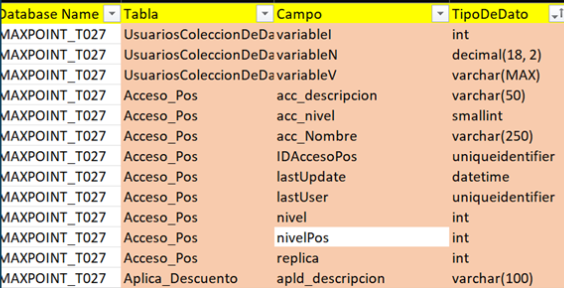 Database Name Tabla Campo TipoDeDato
MAXPOINT_T027 UsuariosColeccionDeDa variableI int
MAXPOINT_T027 UsuariosColeccionDeDa variableN decimal(18, 2)
MAXPOINT_T027 UsuariosColeccionDeDa variableV varchar(MAX)
MAXPOINT_T027 Acceso_Pos acc_descripcion varchar(50)
MAXPOINT_T027 Acceso_Pos acc_nivel smallint
MAXPOINT_T027 Acceso_Pos acc_Nombre varchar(250)
MAXPOINT_T027 Acceso_Pos IDAccesoPos uniqueidentifier
MAXPOINT_T027 Acceso_Pos lastUpdate datetime
MAXPOINT_T027 Acceso_Pos lastUser uniqueidentifier
MAXPOINT_T027 Acceso_Pos nivel int
MAXPOINT_T027 Acceso_Pos nivelPos int
MAXPOINT_T027 Acceso_Pos replica int
MAXPOINT_T027 Aplica_Descuento apld_descripcion varchar(100)